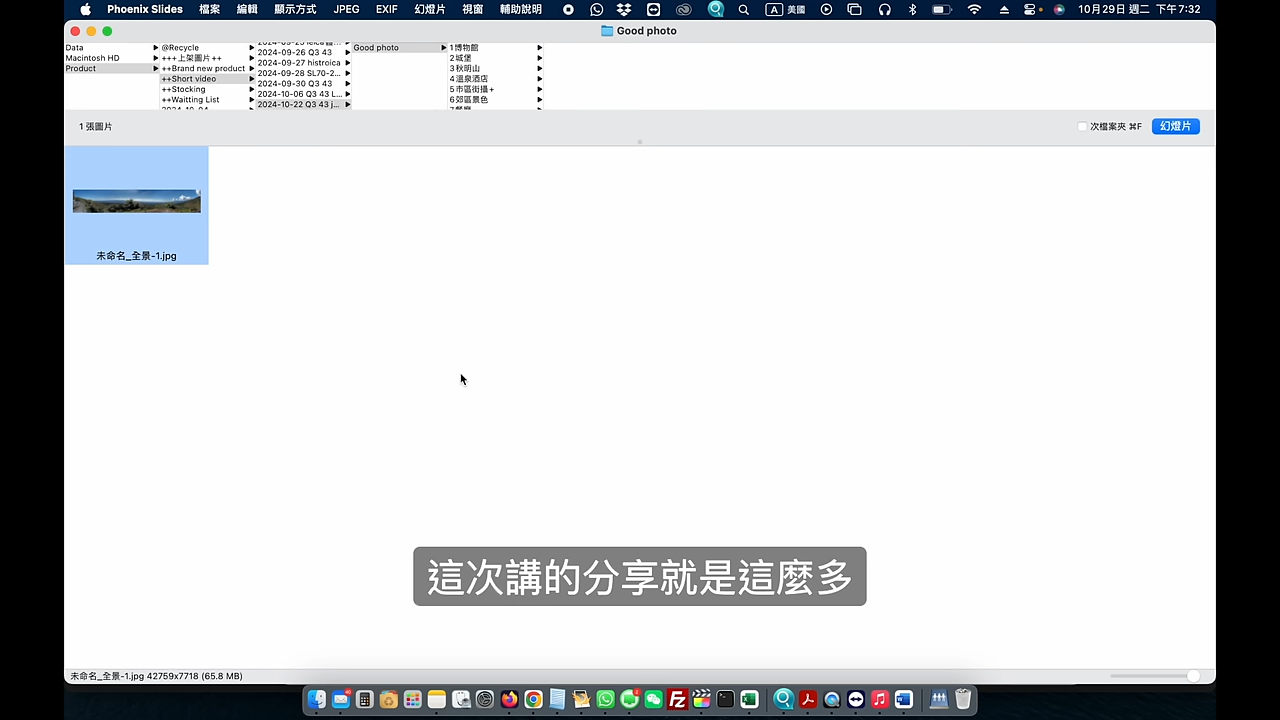 Phoenix Slides 檔案 編輯 顯示方式 JPEG EXIF 幻燈片 視窗 輔助說明 A 美國 10月29日 週二 下午7:32
Good photo
Data @Recycle 2024-09-26 Q3 43 Good photo 1博物館
Macintosh HD +++上架圖片++ 2024-09-27 histroica 2城堡
Product ++Brand new product 2024-09-28 SL70-2... 3秋明山
++Short video 2024-09-30 Q3 43 4溫泉酒店
++Stocking 2024-10-06 Q3 43 L... 5市區街攝+
++Waitting List 2024-10-22 Q3 43 j... 6郊區景色
1 張圖片 次檔案夾 ⌘F 幻燈片
未命名_全景-1.jpg
這次講的分享就是這麼多
未命名_全景-1.jpg 42759x7718 (65.8 MB)